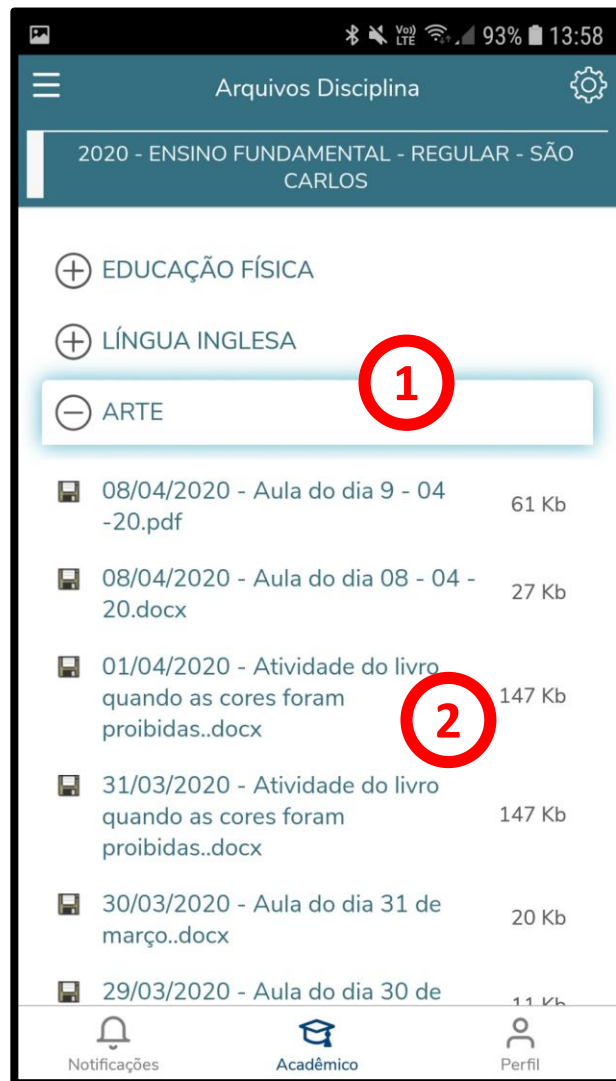 Vo))
LTE 93% 13:58
Arquivos Disciplina
2020 - ENSINO FUNDAMENTAL - REGULAR - SÃO
CARLOS
EDUCAÇÃO FÍSICA
LÍNGUA INGLESA
1
ARTE
08/04/2020 - Aula do dia 9 - 04
-20.pdf
61 Kb
08/04/2020 - Aula do dia 08 - 04 -
20.docx
27 Kb
01/04/2020 - Atividade do livro
quando as cores foram
proibidas..docx
147 Kb
2
31/03/2020 - Atividade do livro
quando as cores foram
proibidas..docx
147 Kb
30/03/2020 - Aula do dia 31 de
março..docx
20 Kb
29/03/2020 - Aula do dia 30 de
11 Kb
Notificações
Acadêmico
Perfil